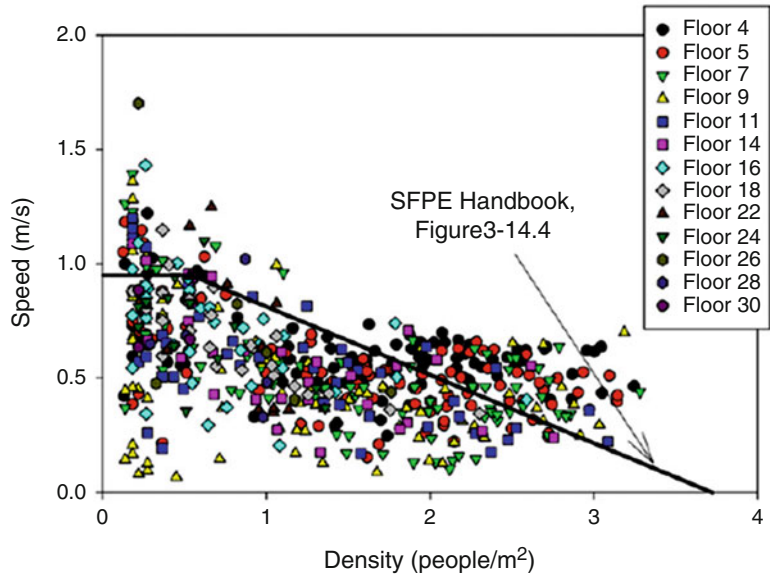 2.0
1.5
1.0
0.5
0.0
Speed (m/s)
0
1
2
3
4
Density (people/m²)
SFPE Handbook,
Figure3-14.4
Floor 4
Floor 5
Floor 7
Floor 9
Floor 11
Floor 14
Floor 16
Floor 18
Floor 22
Floor 24
Floor 26
Floor 28
Floor 30